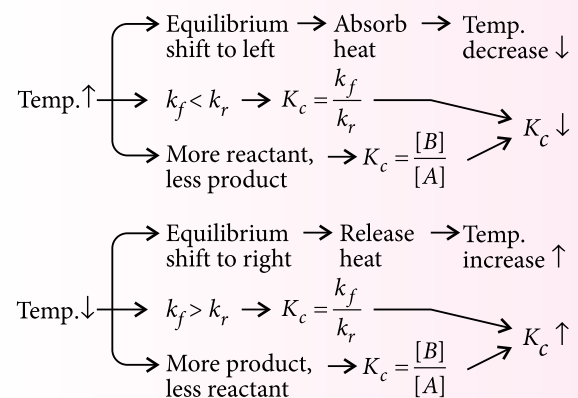 Equilibrium → Absorb → Temp.
shift to left heat decrease ↓
Temp.↑ → k_f < k_r → K_c = k_f / k_r → K_c ↓
More reactant, → K_c = [B] / [A]
less product
Equilibrium → Release → Temp.
shift to right heat increase ↑
Temp.↓ → k_f > k_r → K_c = k_f / k_r → K_c ↑
More product, → K_c = [B] / [A]
less reactant